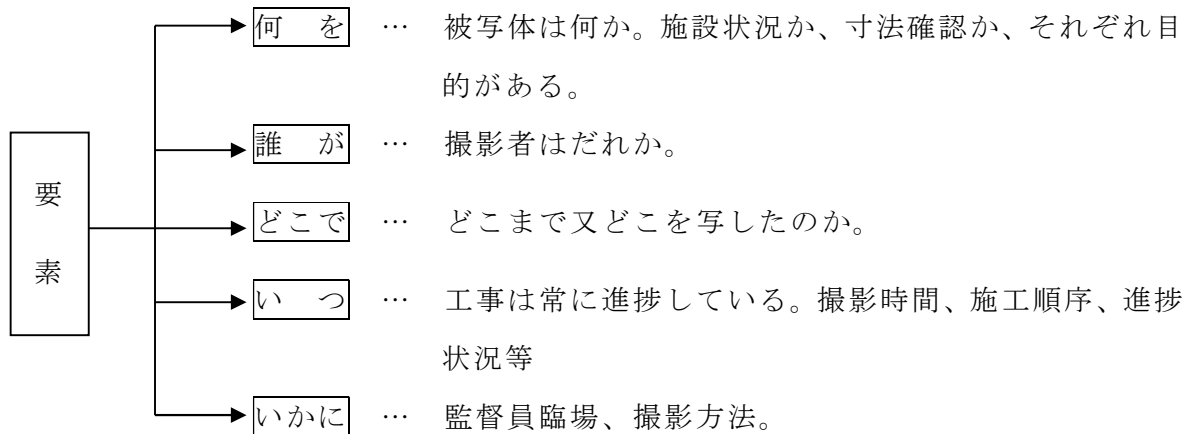 何　を … 被写体は何か。施設状況か、寸法確認か、それぞれ目
的がある。
誰　が … 撮影者はだれか。
要
素
どこで … どこまで又どこを写したのか。
い　つ … 工事は常に進捗している。撮影時間、施工順序、進捗
状況等
いかに … 監督員臨場、撮影方法。